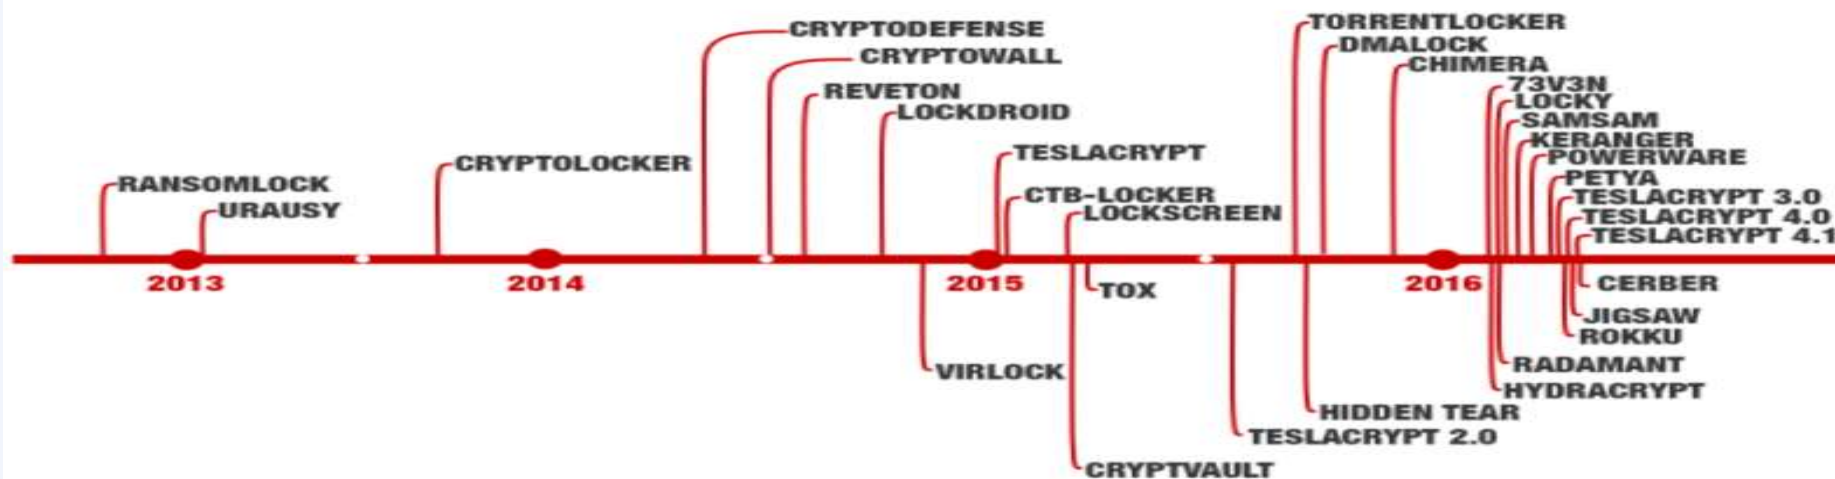 CRYPTODEFENSE
TORRENTLOCKER
DMALOCK
CRYPTOWALL
CHIMERA
REVETON
73V3N
LOCKY
LOCKDROID
SAMSAM
KERANGER
TESLACRYPT
POWERWARE
CRYPTOLOCKER
PETYA
RANSOMLOCK
CTB-LOCKER
TESLACRYPT 3.0
URAUSY
LOCKSCREEN
TESLACRYPT 4.0
TESLACRYPT 4.1
2013
2014
2015
2016
TOX
CERBER
JIGSAW
ROKKU
VIRLOCK
RADAMANT
HYDRACRYPT
HIDDEN TEAR
TESLACRYPT 2.0
CRYPTVAULT